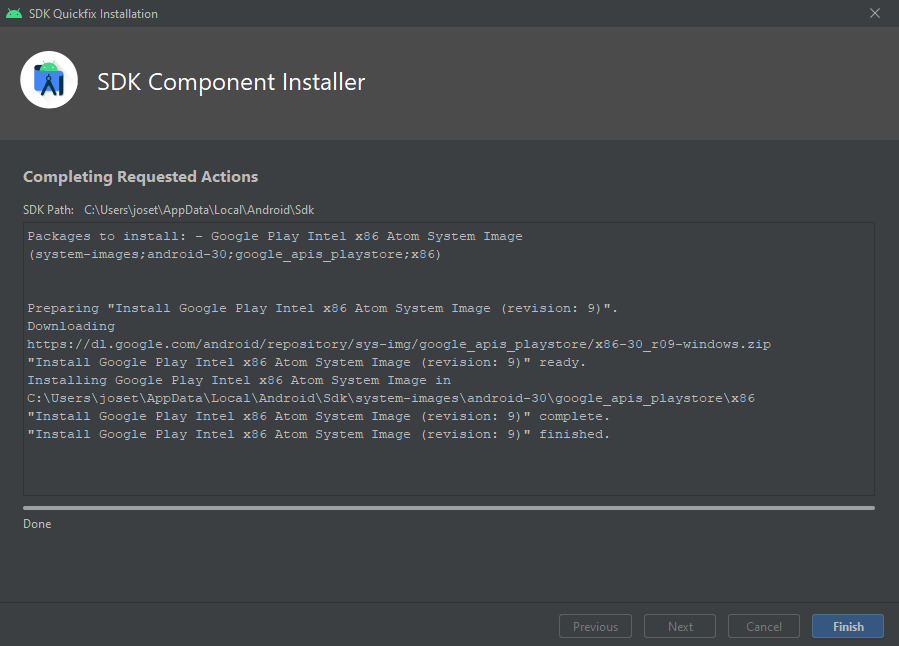 SDK Quickfix Installation
SDK Component Installer
Completing Requested Actions
SDK Path: C:\Users\joset\AppData\Local\Android\Sdk
Packages to install: - Google Play Intel x86 Atom System Image
(system-images;android-30;google_apis_playstore;x86)
Preparing "Install Google Play Intel x86 Atom System Image (revision: 9)".
Downloading
https://dl.google.com/android/repository/sys-img/google_apis_playstore/x86-30_r09-windows.zip
"Install Google Play Intel x86 Atom System Image (revision: 9)" ready.
Installing Google Play Intel x86 Atom System Image in
C:\Users\joset\AppData\Local\Android\Sdk\system-images\android-30\google_apis_playstore\x86
"Install Google Play Intel x86 Atom System Image (revision: 9)" complete.
"Install Google Play Intel x86 Atom System Image (revision: 9)" finished.
Done
Previous Next Cancel Finish